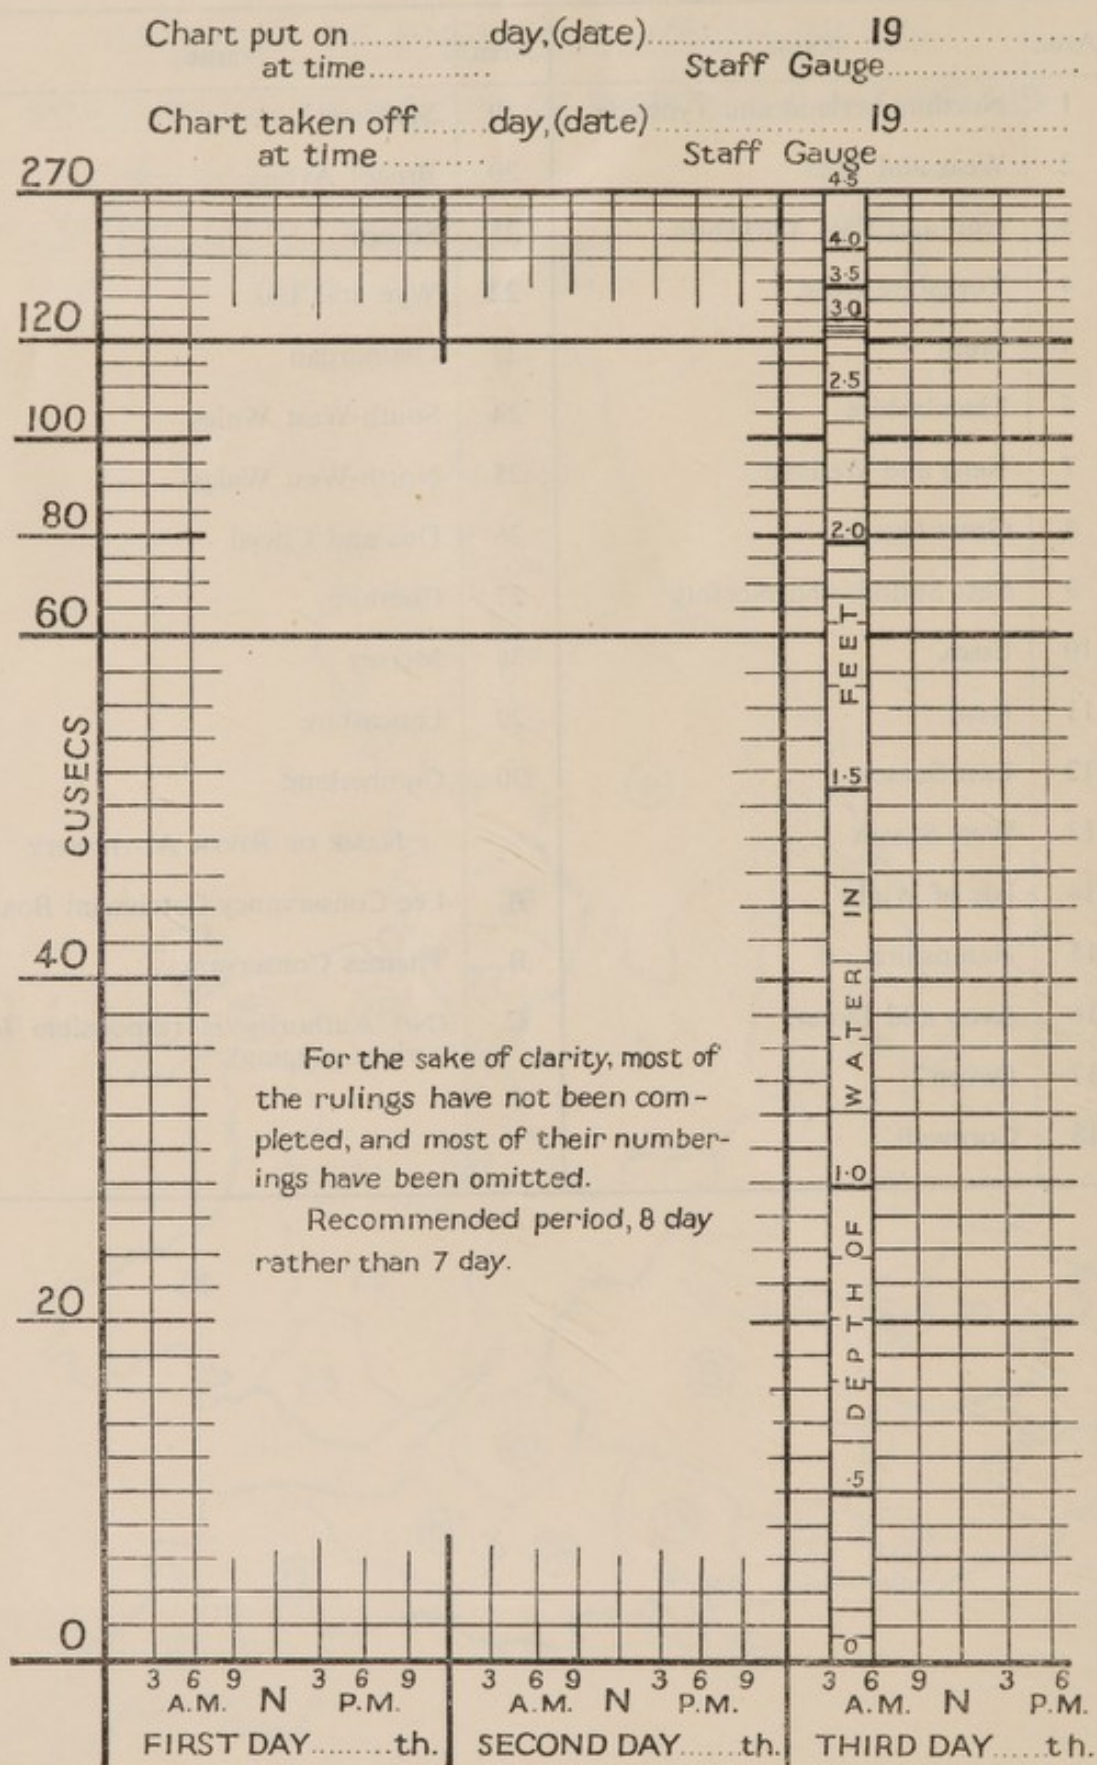 Chart put on.............day,(date)......................19................
at time............ Staff Gauge..................
Chart taken off......day,(date)......................19...............
at time.......... Staff Gauge..................
270
120
100
80
60
40
20
0
CUSECS
4·5
4·0
3·5
3·0
2·5
2·0
1·5
1·0
·5
0
DEPTH OF WATER IN FEET
For the sake of clarity, most of
the rulings have not been com-
pleted, and most of their number-
ings have been omitted.
Recommended period, 8 day
rather than 7 day.
3 6 9 3 6 9 3 6 9 3 6 9 3 6 9 3 6
A.M. N P.M. A.M. N P.M. A.M. N P.M.
FIRST DAY.........th. SECOND DAY.......th. THIRD DAY......th.